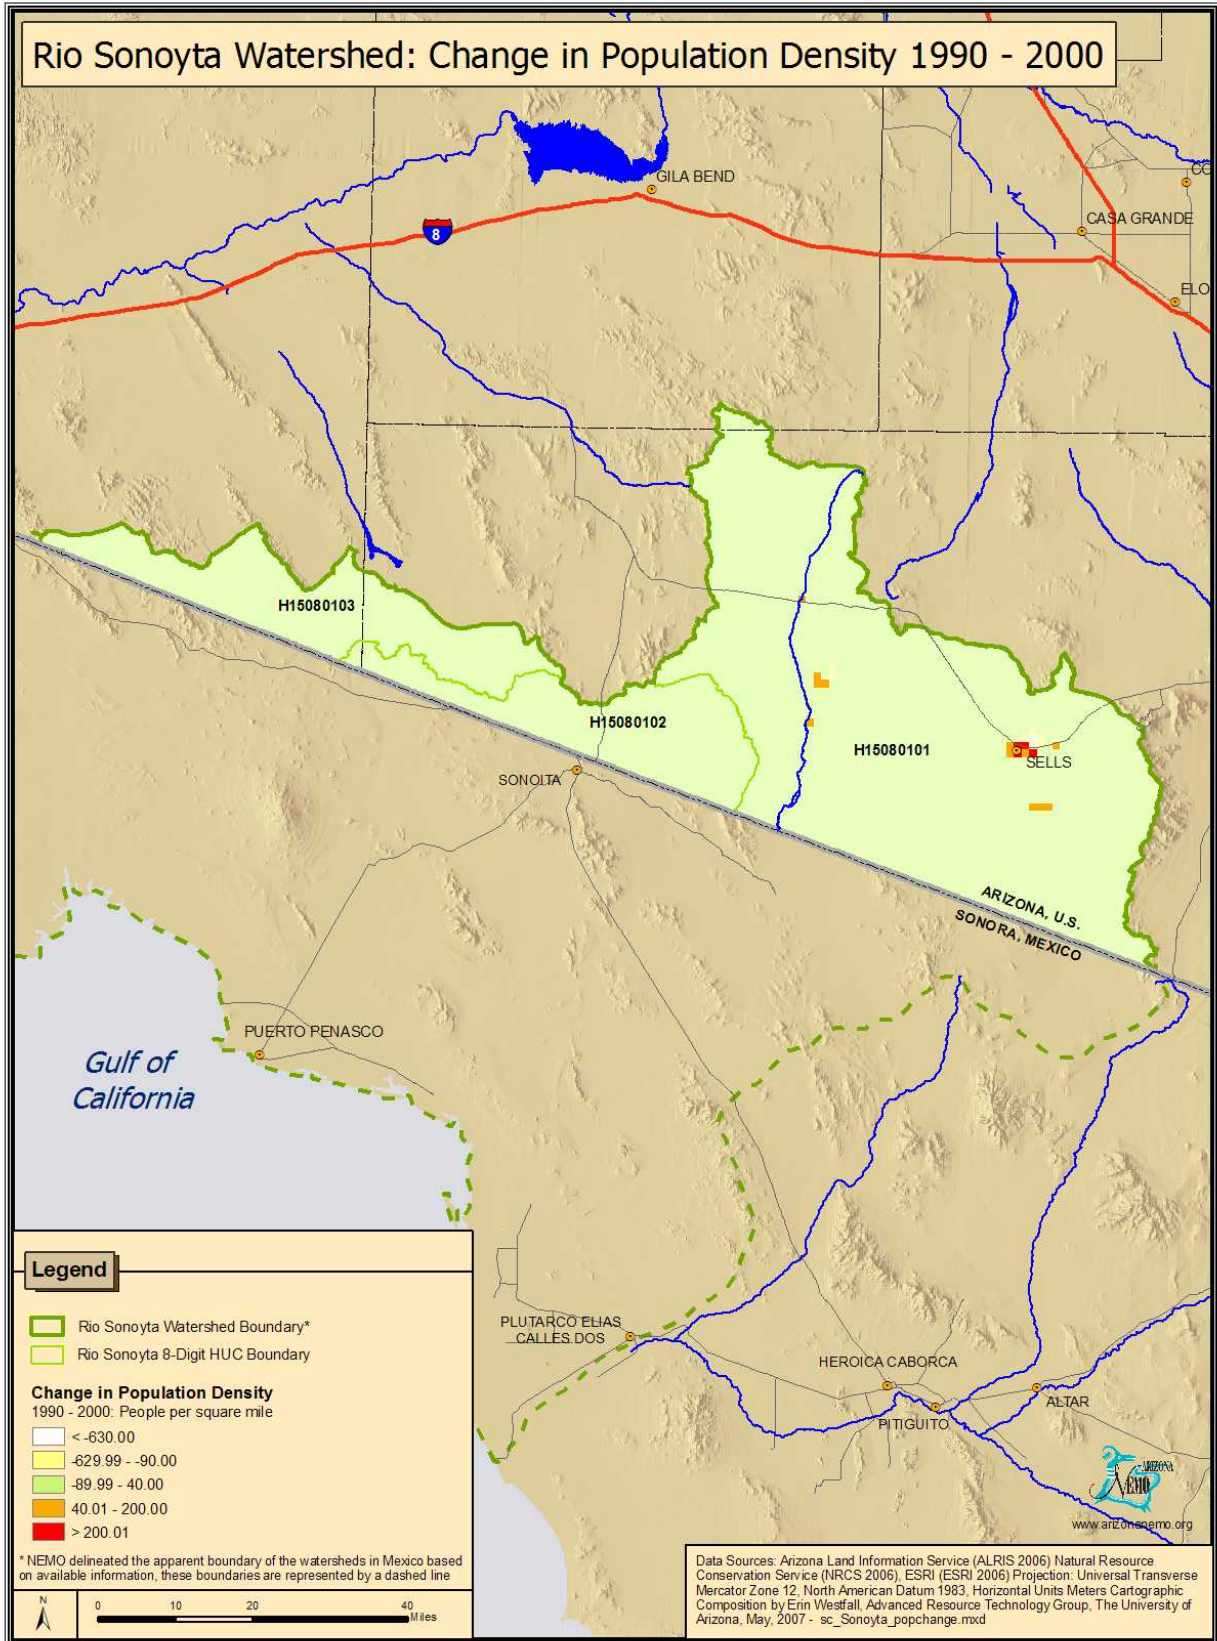 Rio Sonoyta Watershed: Change in Population Density 1990 - 2000
GILA BEND
8
CASA GRANDE
CO
ELO
H15080103
H15080102
H15080101
SELLS
SONOITA
ARIZONA, U.S.
SONORA, MEXICO
PUERTO PENASCO
Gulf of
California
PLUTARCO ELIAS
CALLES DOS
HEROICA CABORCA
PITIGUITO
ALTAR
ARIZONA
NEMO
www.arizonanemo.org
Legend
Rio Sonoyta Watershed Boundary*
Rio Sonoyta 8-Digit HUC Boundary
Change in Population Density
1990 - 2000: People per square mile
< -630.00
-629.99 - -90.00
-89.99 - 40.00
40.01 - 200.00
> 200.01
* NEMO delineated the apparent boundary of the watersheds in Mexico based
on available information, these boundaries are represented by a dashed line
N
0 10 20 40
Miles
Data Sources: Arizona Land Information Service (ALRIS 2006) Natural Resource
Conservation Service (NRCS 2006), ESRI (ESRI 2006) Projection: Universal Transverse
Mercator Zone 12, North American Datum 1983, Horizontal Units Meters Cartographic
Composition by Erin Westfall, Advanced Resource Technology Group, The University of
Arizona, May, 2007 - sc_Sonoyta_popchange.mxd